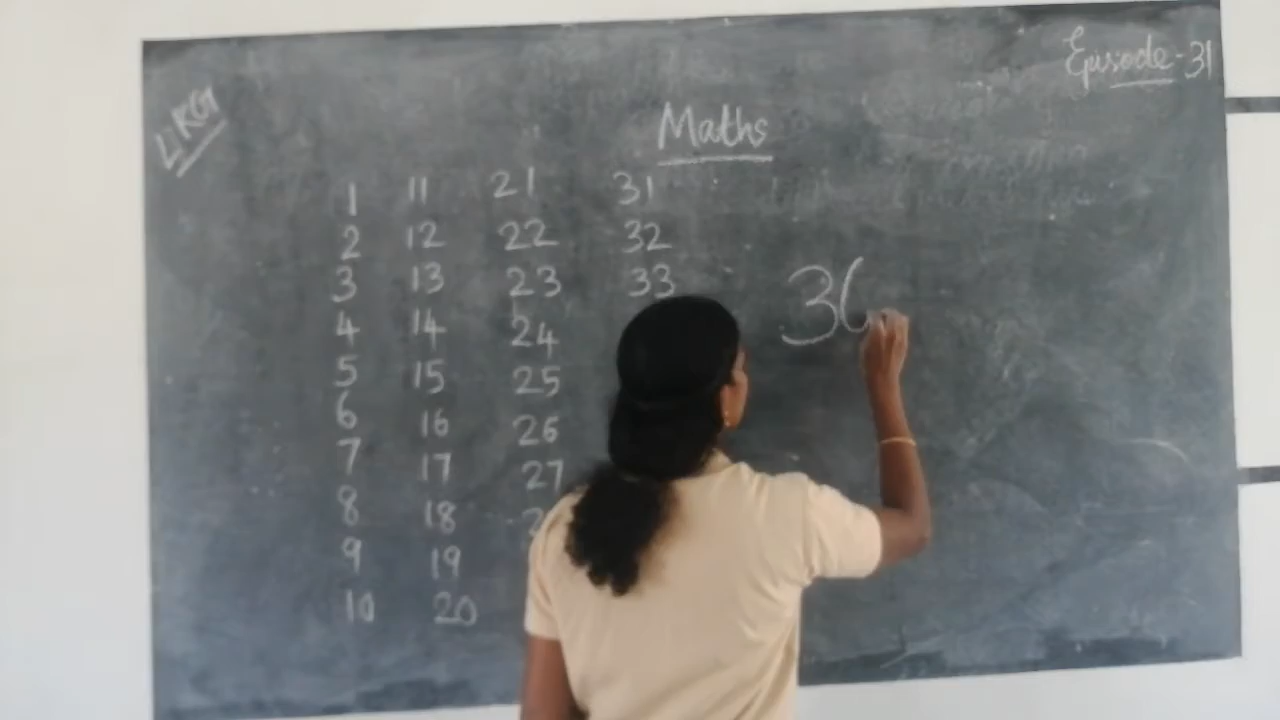 Episode-31
LKG
Maths
1 11 21 31
2 12 22 32
3 13 23 33
4 14 24
5 15 25
6 16 26
7 17 27
8 18
9 19
10 20